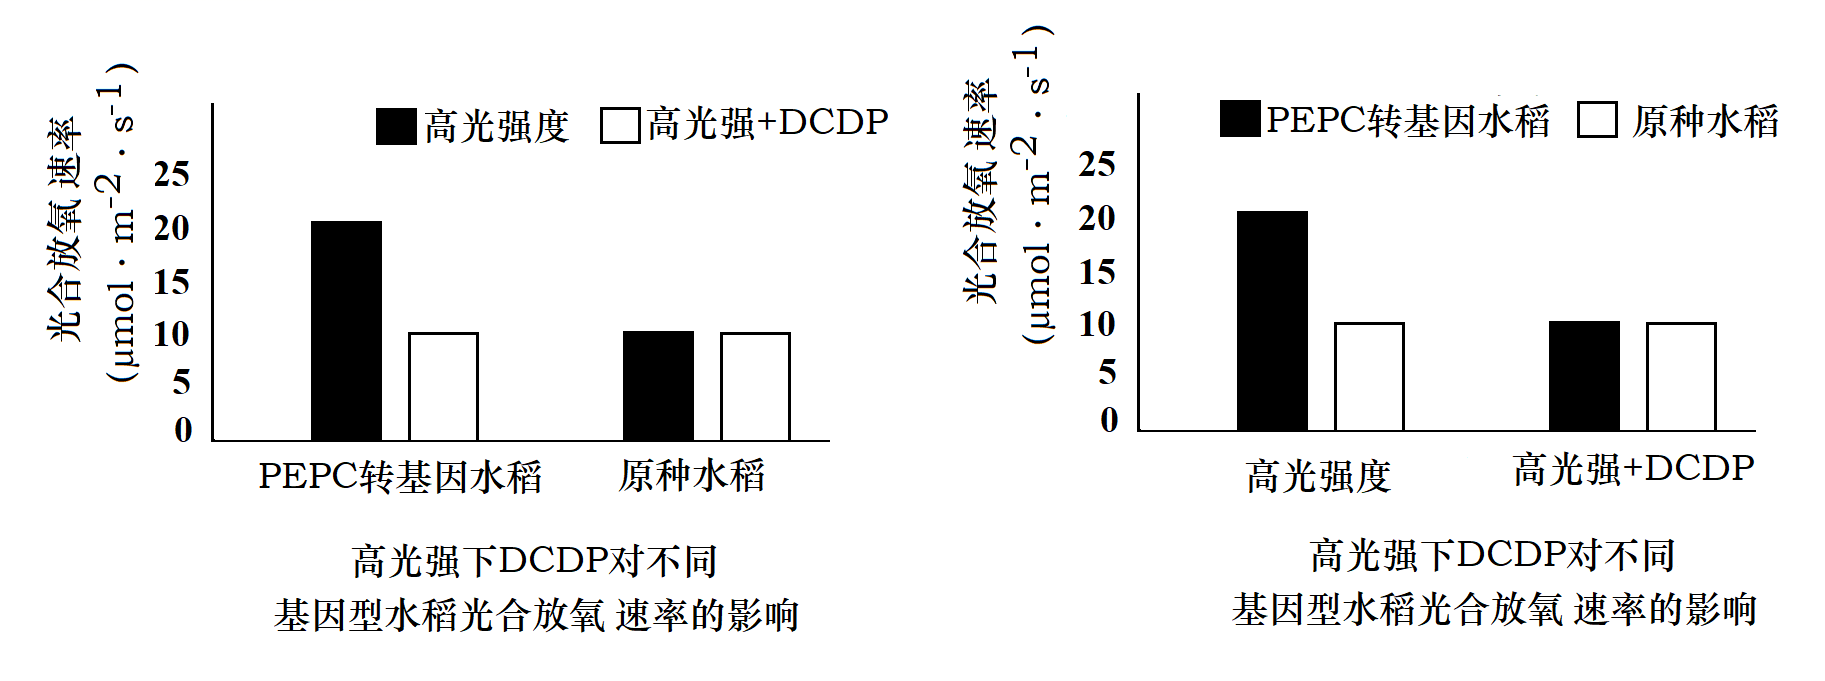 光合放氧 速率
(μmol · m-2 · s-1)
高光强度
高光强+DCDP
25
20
15
10
5
0
PEPC转基因水稻
原种水稻
高光强下DCDP对不同
基因型水稻光合放氧 速率的影响
光合放氧 速率
(μmol · m-2 · s-1)
PEPC转基因水稻
原种水稻
25
20
15
10
5
0
高光强度
高光强+DCDP
高光强下DCDP对不同
基因型水稻光合放氧 速率的影响